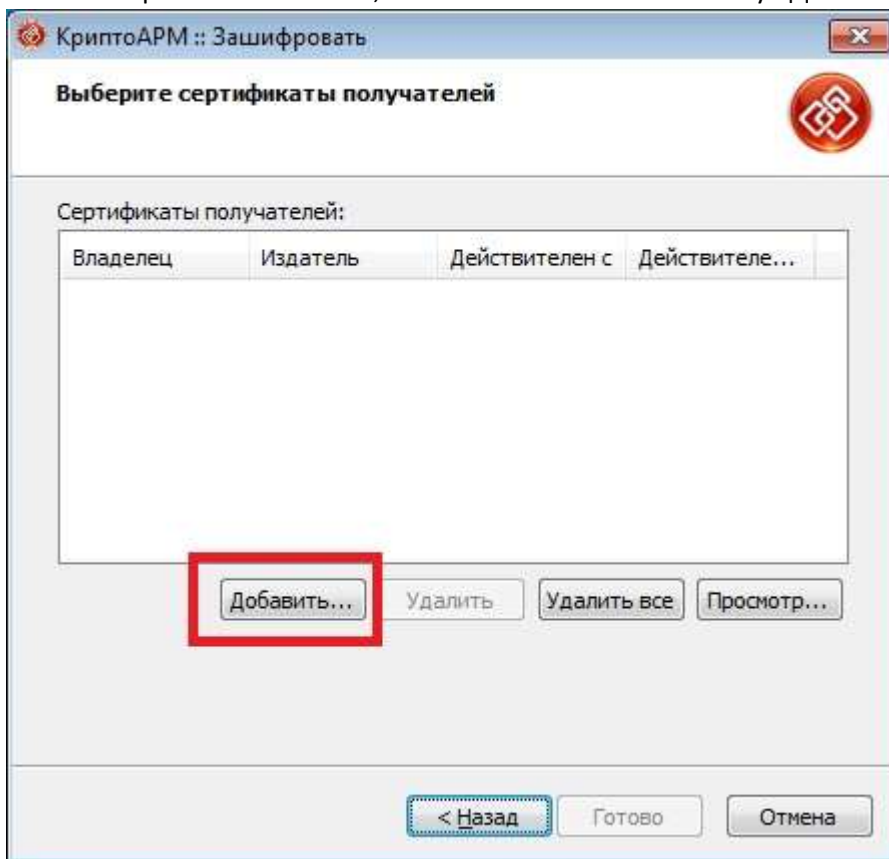 КриптоАРМ :: Зашифровать
Выберите сертификаты получателей
Сертификаты получателей:
Владелец Издатель Действителен с Действителе...
Добавить... Удалить Удалить все Просмотр...
< Назад Готово Отмена